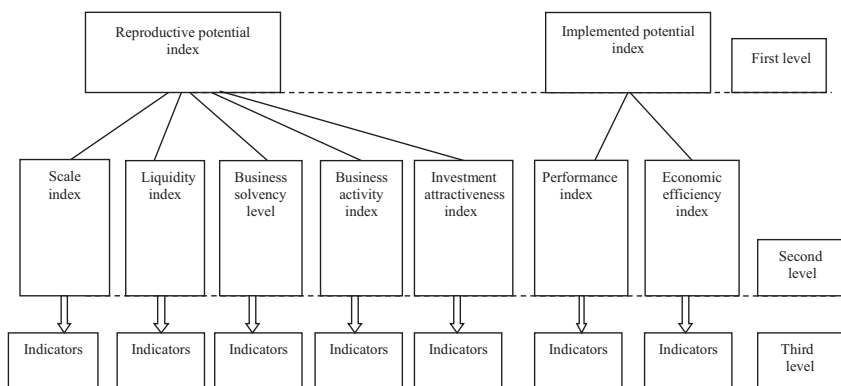 Reproductive potential
index
Implemented potential
index
First level
Scale
index
Liquidity
index
Business
solvency
level
Business
activity
index
Investment
attractiveness
index
Performance
index
Economic
efficiency
index
Second
level
Indicators
Indicators
Indicators
Indicators
Indicators
Indicators
Indicators
Third
level